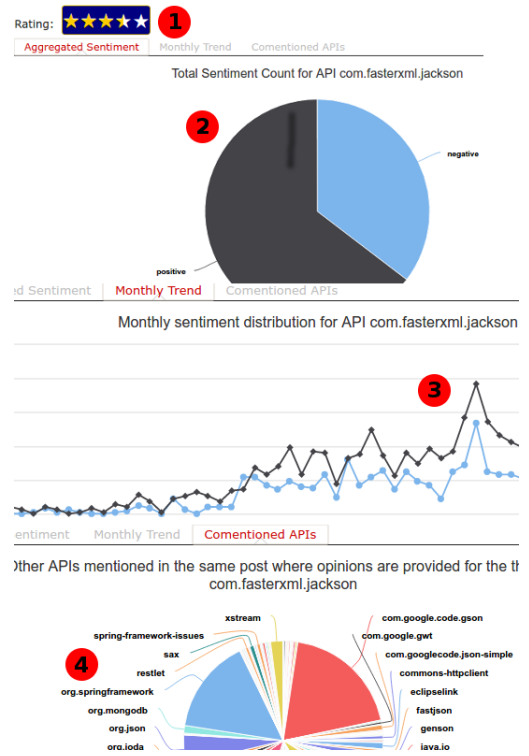 Rating:
1
Aggregated Sentiment Monthly Trend Comentioned APIs
Total Sentiment Count for API com.fasterxml.jackson
2
negative
positive
ed Sentiment Monthly Trend Comentioned APIs
Monthly sentiment distribution for API com.fasterxml.jackson
3
entiment Monthly Trend Comentioned APIs
Other APIs mentioned in the same post where opinions are provided for the th
com.fasterxml.jackson
4
xstream
spring-framework-issues
sax
restlet
org.springframework
org.mongodb
org.json
org.joda
com.google.code.gson
com.google.gwt
com.googlecode.json-simple
commons-httpclient
eclipselink
fastjson
genson
java.io